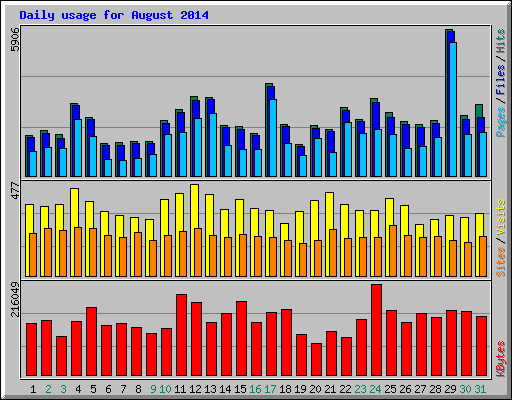 Daily usage for August 2014
5906
Pages / Files / Hits
477
Sites / Visits
216049
KBytes
1 2 3 4 5 6 7 8 9 10 11 12 13 14 15 16 17 18 19 20 21 22 23 24 25 26 27 28 29 30 31